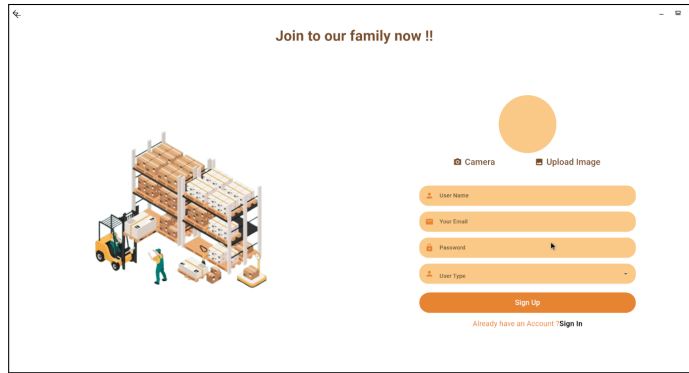 Join to our family now !!
Camera
Upload Image
User Name
Your Email
Password
User Type
Sign Up
Already have an Account ?Sign In